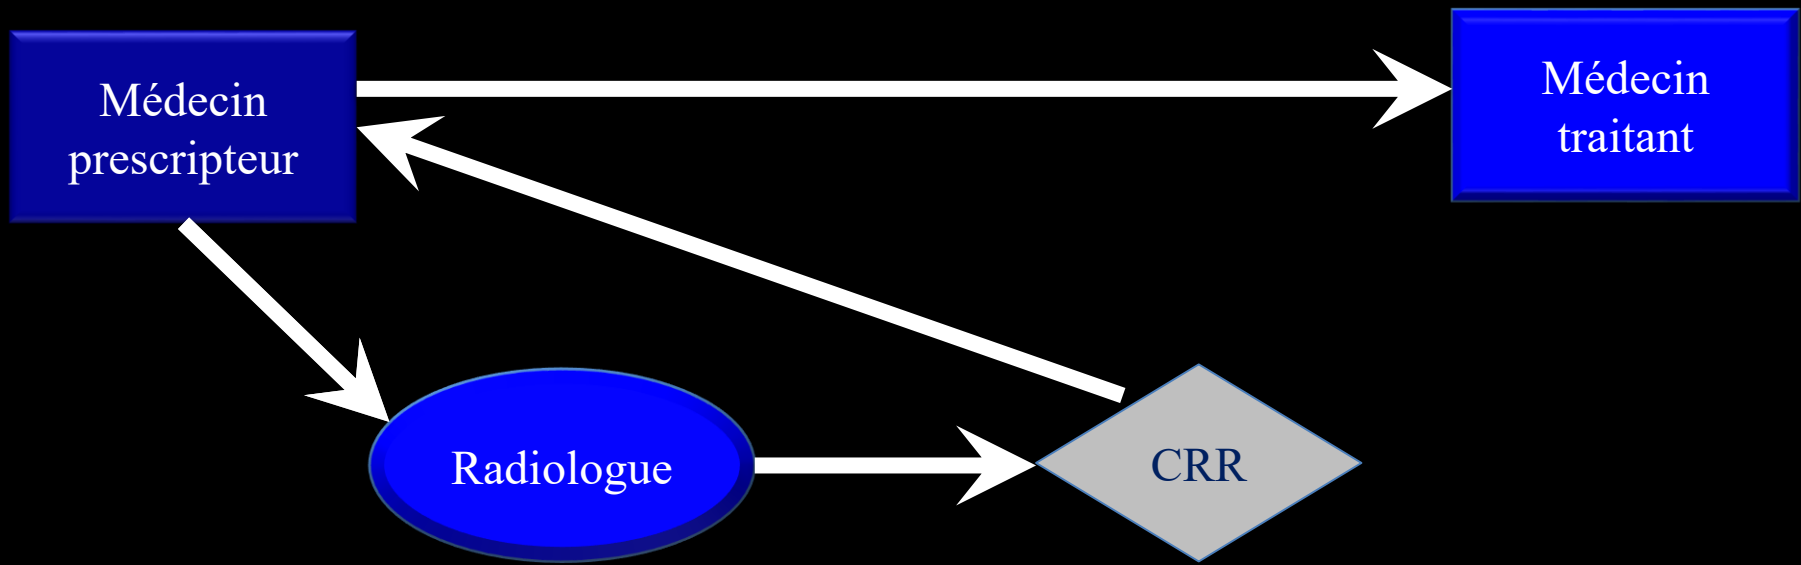 Médecin
prescripteur
Médecin
traitant
Radiologue
CRR